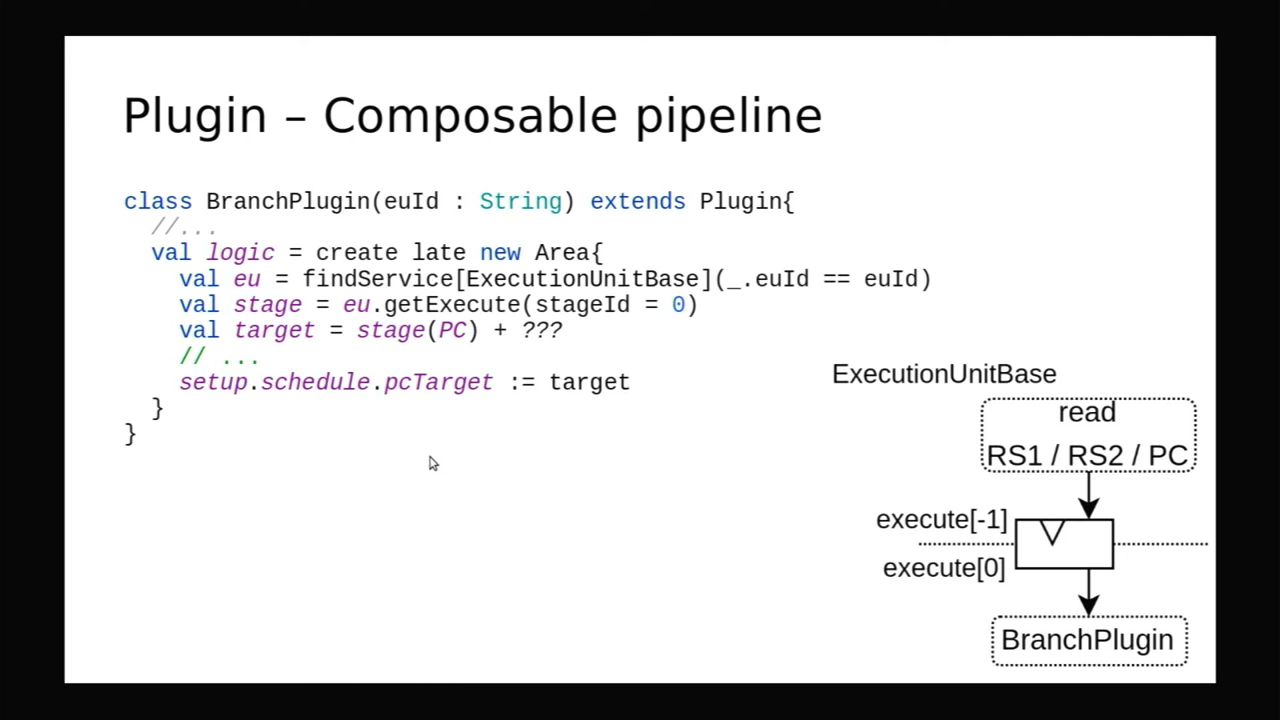 Plugin – Composable pipeline
class BranchPlugin(euId : String) extends Plugin{
  //...
  val logic = create late new Area{
    val eu = findService[ExecutionUnitBase](_.euId == euId)
    val stage = eu.getExecute(stageId = 0)
    val target = stage(PC) + ???
    // ...
    setup.schedule.pcTarget := target
  }
}
ExecutionUnitBase
read
RS1 / RS2 / PC
execute[-1]
execute[0]
BranchPlugin